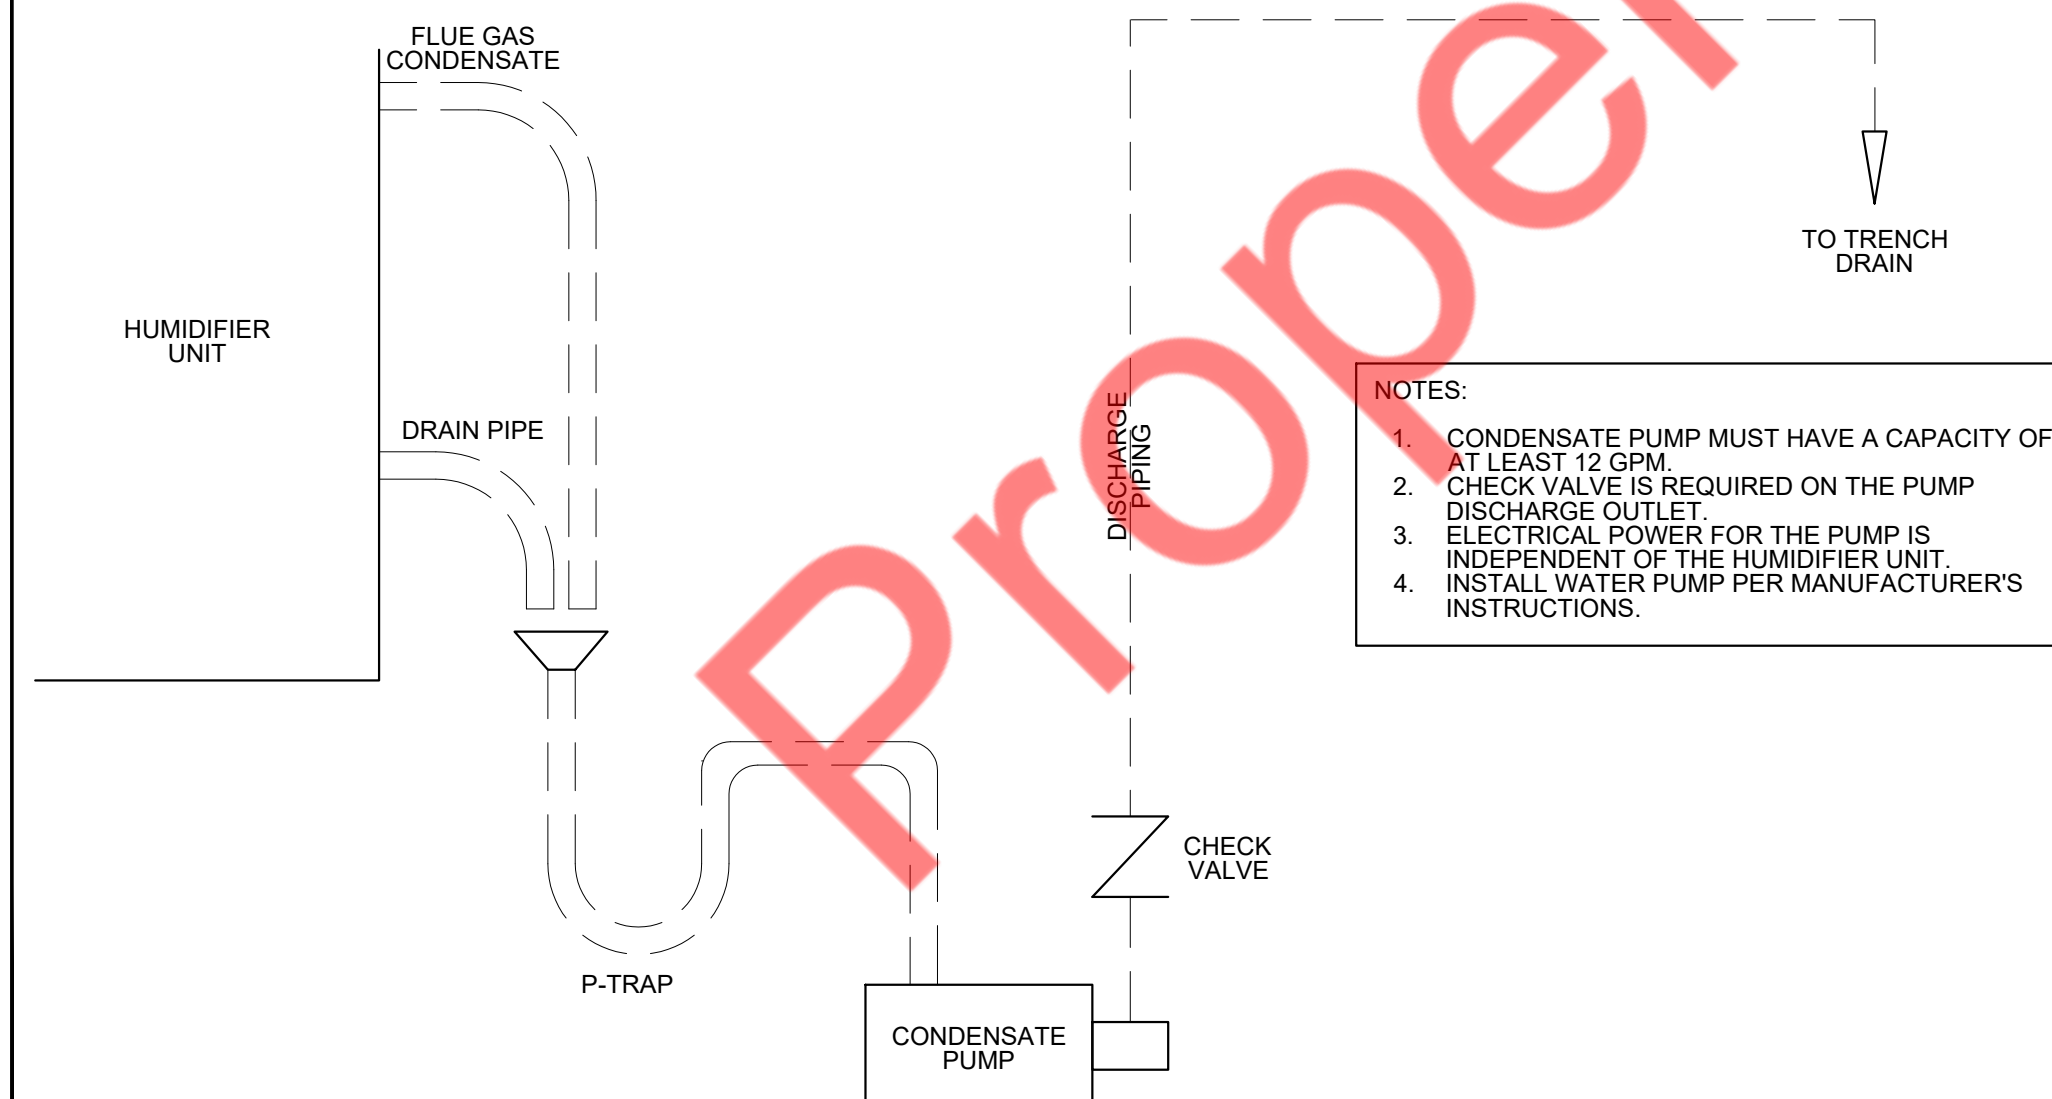 FLUE GAS
CONDENSATE
HUMIDIFIER
UNIT
DRAIN PIPE
P-TRAP
CONDENSATE
PUMP
CHECK
VALVE
DISCHARGE
PIPING
TO TRENCH
DRAIN
NOTES:
1. CONDENSATE PUMP MUST HAVE A CAPACITY OF
AT LEAST 12 GPM.
2. CHECK VALVE IS REQUIRED ON THE PUMP
DISCHARGE OUTLET.
3. ELECTRICAL POWER FOR THE PUMP IS
INDEPENDENT OF THE HUMIDIFIER UNIT.
4. INSTALL WATER PUMP PER MANUFACTURER'S
INSTRUCTIONS.
Proper